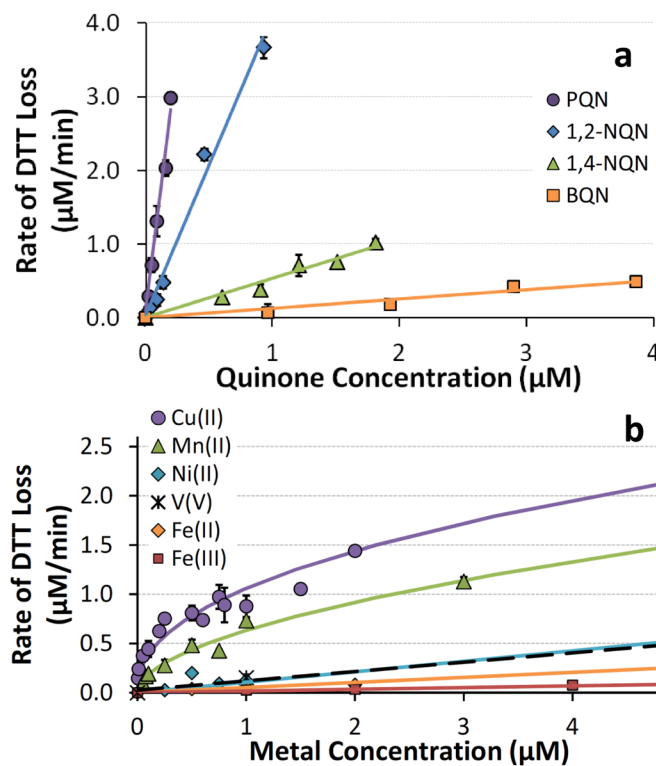 a
4.0
3.0
2.0
1.0
0.0
0
1
2
3
4
Rate of DTT Loss
(µM/min)
Quinone Concentration (µM)
PQN
1,2-NQN
1,4-NQN
BQN
b
Cu(II)
Mn(II)
Ni(II)
V(V)
Fe(II)
Fe(III)
2.5
2.0
1.5
1.0
0.5
0.0
0
1
2
3
4
Rate of DTT Loss
(µM/min)
Metal Concentration (µM)